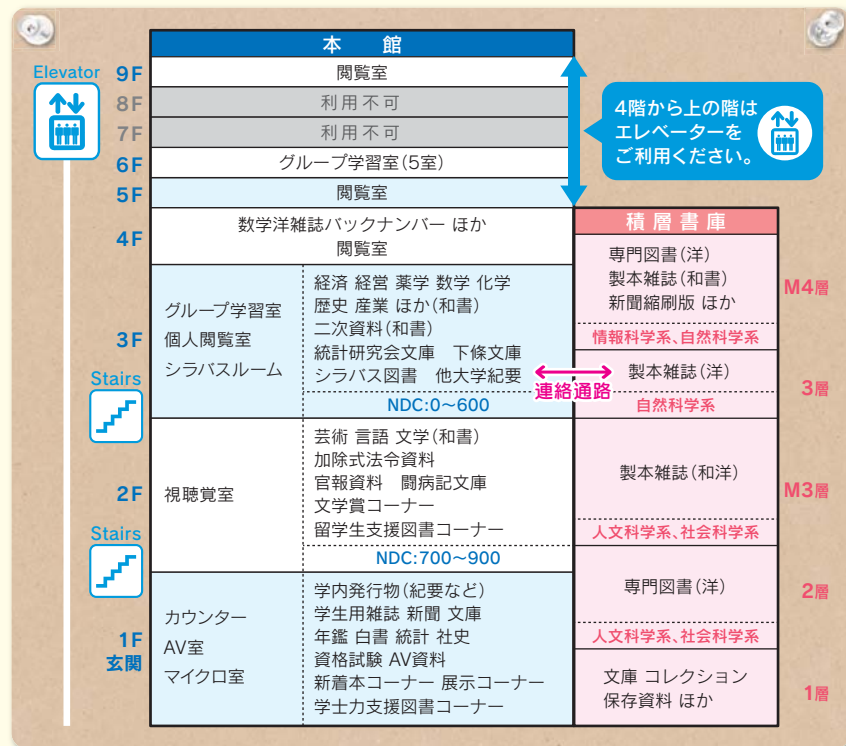 本 館
Elevator
9F
閲覧室
8F
利用不可
7F
利用不可
6F
グループ学習室(5室)
5F
閲覧室
4階から上の階は
エレベーターを
ご利用ください。
4F
数学洋雑誌バックナンバー ほか
閲覧室
3F
グループ学習室
個人閲覧室
シラバスルーム
経済 経営 薬学 数学 化学
歴史 産業 ほか(和書)
二次資料(和書)
統計研究会文庫 下條文庫
シラバス図書 他大学紀要
NDC:0~600
連絡通路
Stairs
2F
視聴覚室
芸術 言語 文学(和書)
加除式法令資料
官報資料 闘病記文庫
文学賞コーナー
留学生支援図書コーナー
NDC:700~900
Stairs
1F
玄関
カウンター
AV室
マイクロ室
学内発行物(紀要など)
学生用雑誌 新聞 文庫
年鑑 白書 統計 社史
資格試験 AV資料
新着本コーナー 展示コーナー
学士力支援図書コーナー
積層書庫
専門図書(洋)
製本雑誌(和書)
新聞縮刷版 ほか
情報科学系、自然科学系
M4層
製本雑誌(洋)
自然科学系
3層
製本雑誌(和洋)
人文科学系、社会科学系
M3層
専門図書(洋)
人文科学系、社会科学系
2層
文庫 コレクション
保存資料 ほか
1層